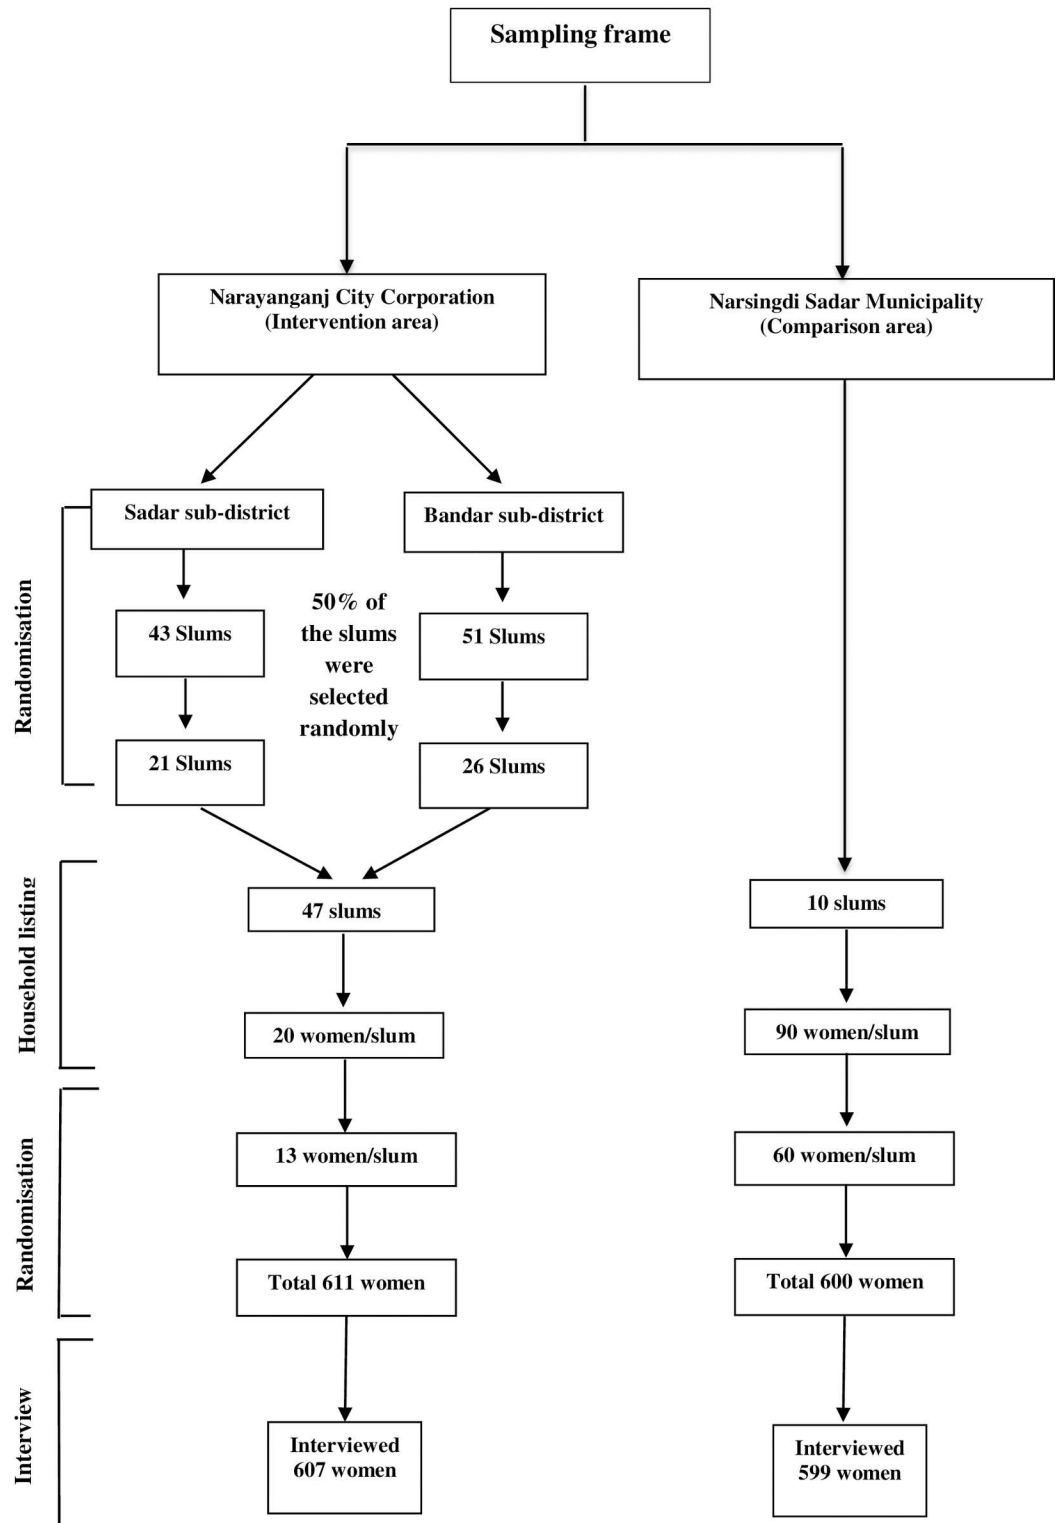 Sampling frame
Narayanganj City Corporation
(Intervention area)
Narsingdi Sadar Municipality
(Comparison area)
Sadar sub-district
Bandar sub-district
Randomisation
43 Slums
50% of
the slums
were
selected
randomly
51 Slums
21 Slums
26 Slums
Household listing
47 slums
10 slums
20 women/slum
90 women/slum
Randomisation
13 women/slum
60 women/slum
Total 611 women
Total 600 women
Interview
Interviewed
607 women
Interviewed
599 women